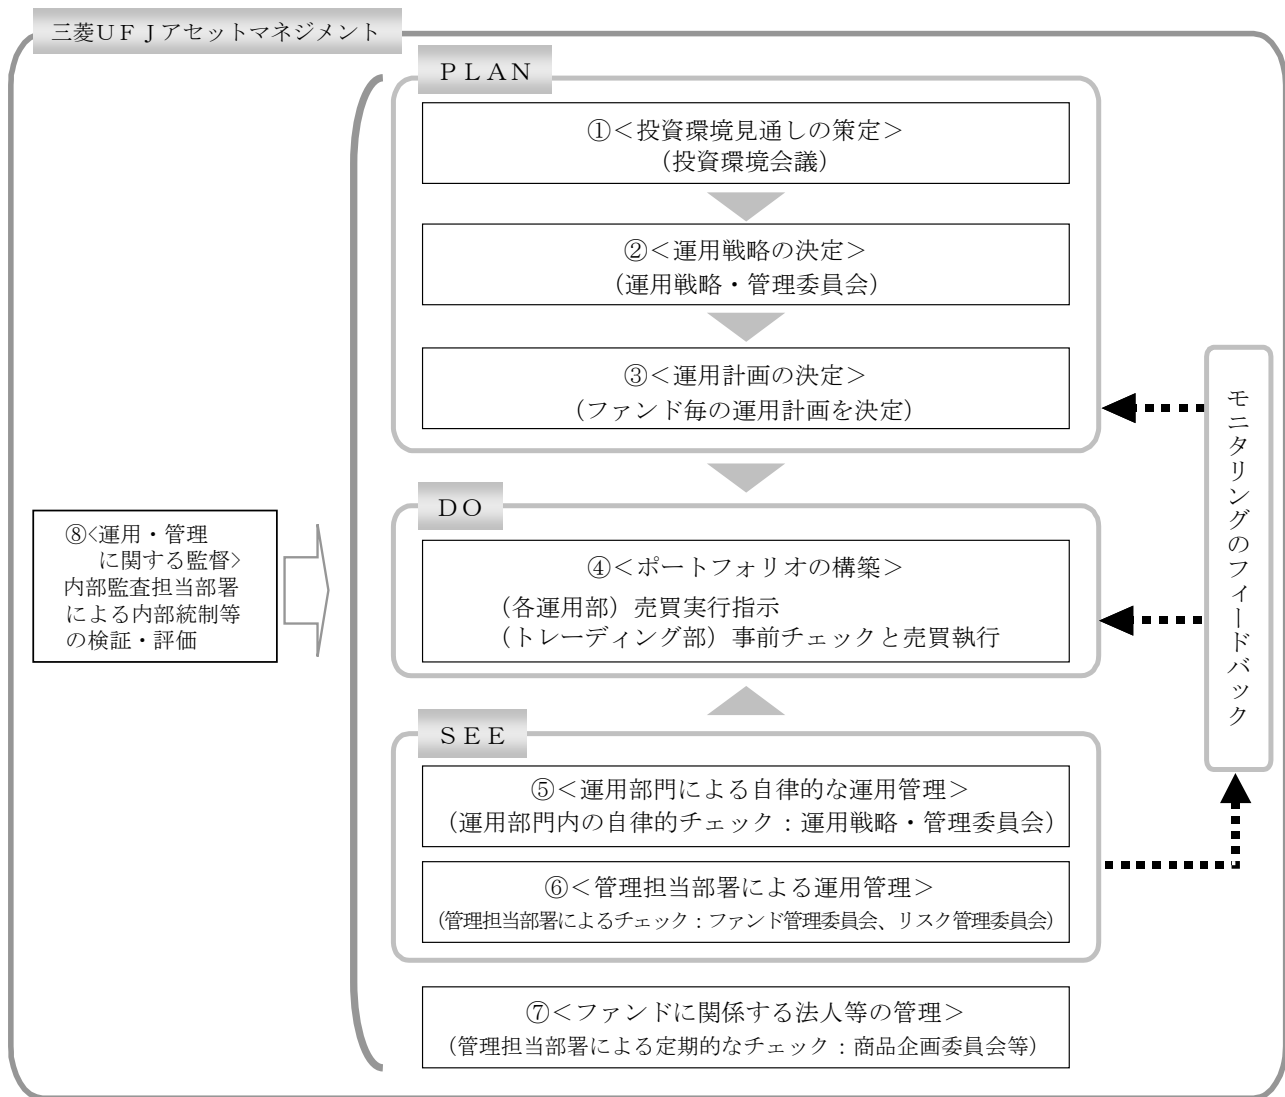 三菱ＵＦＪアセットマネジメント
ＰＬＡＮ
①＜投資環境見通しの策定＞
（投資環境会議）
②＜運用戦略の決定＞
（運用戦略・管理委員会）
③＜運用計画の決定＞
（ファンド毎の運用計画を決定）
ＤＯ
④＜ポートフォリオの構築＞
（各運用部）売買実行指示
（トレーディング部）事前チェックと売買執行
ＳＥＥ
⑤＜運用部門による自律的な運用管理＞
（運用部門内の自律的チェック：運用戦略・管理委員会）
⑥＜管理担当部署による運用管理＞
（管理担当部署によるチェック：ファンド管理委員会、リスク管理委員会）
⑦＜ファンドに関係する法人等の管理＞
（管理担当部署による定期的なチェック：商品企画委員会等）
⑧<運用・管理
に関する監督>
内部監査担当部署
による内部統制等
の検証・評価
モニタリングのフィードバック